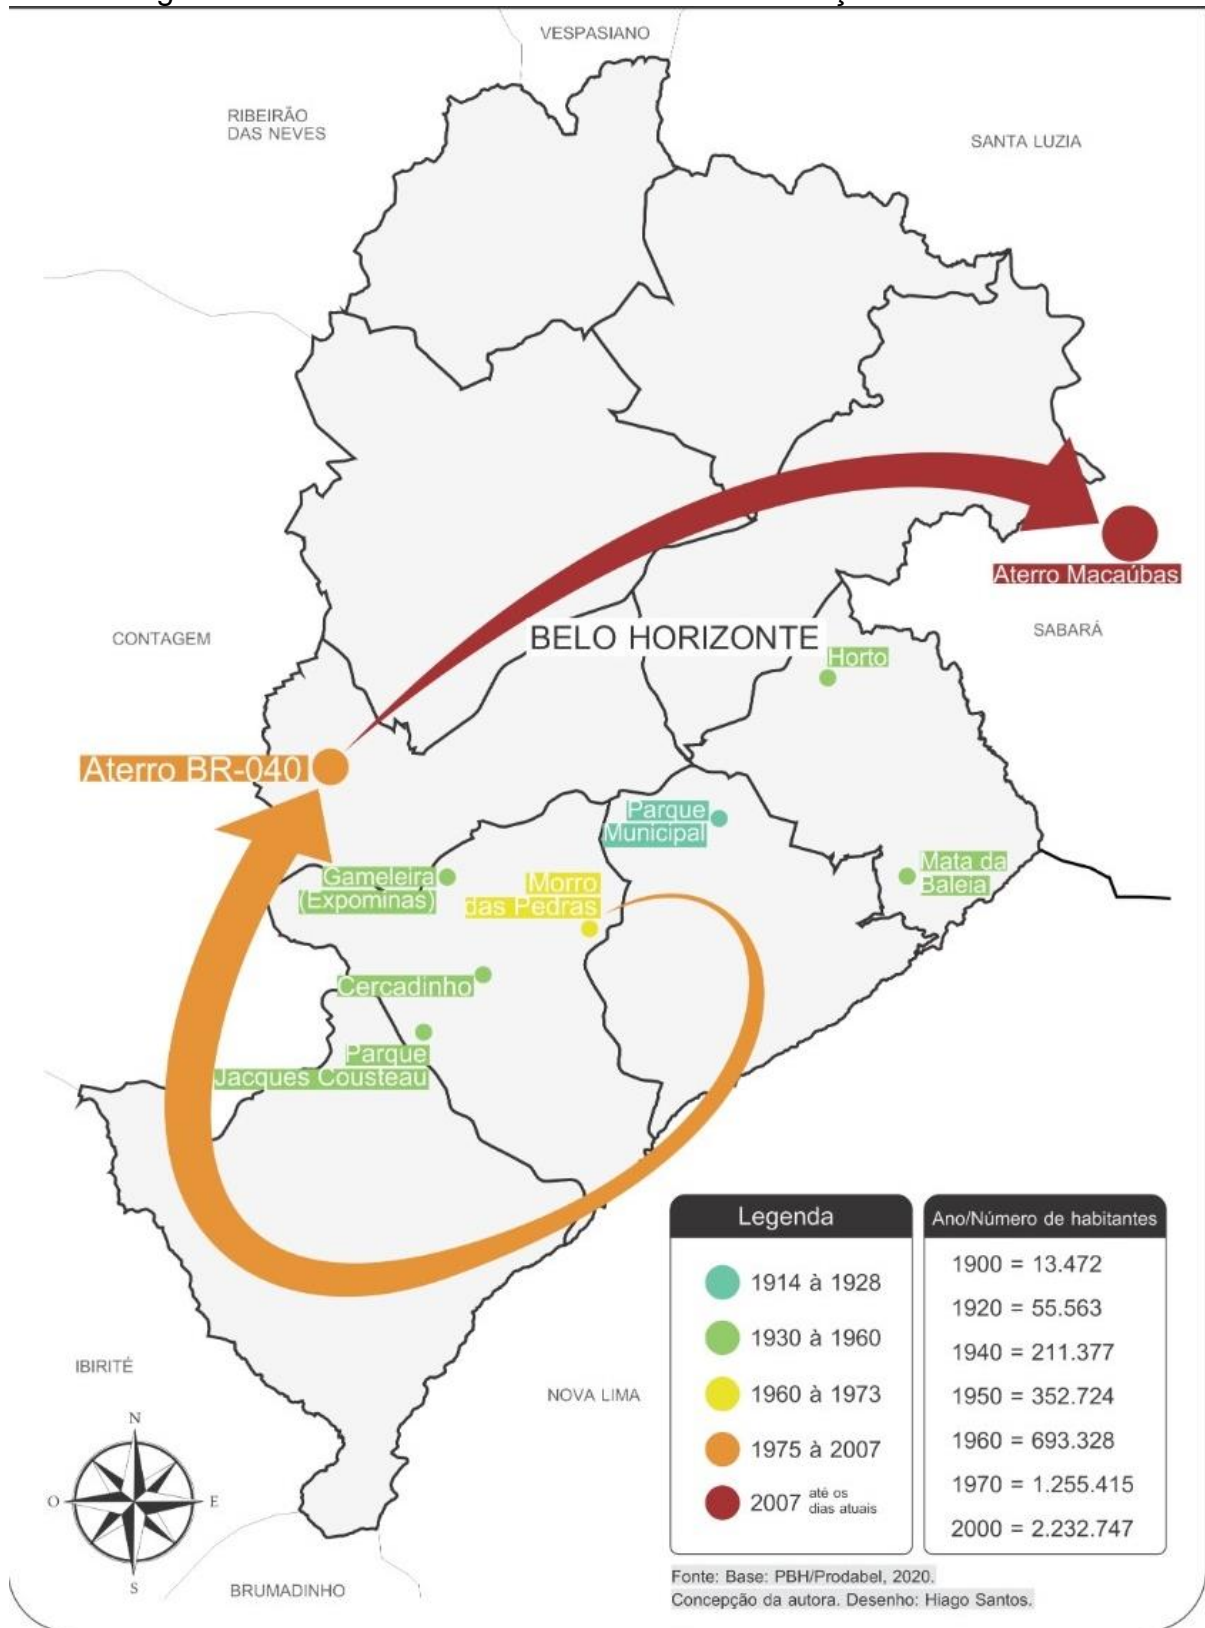 VESPASIANO
RIBEIRÃO
DAS NEVES
SANTA LUZIA
Aterro Macaúbas
CONTAGEM
BELO HORIZONTE
SABARÁ
Horto
Aterro BR-040
Parque
Municipal
Mata da
Baleia
Gameleira
(Expominas)
Morro
das Pedras
Cercadinho
Parque
Jacques Cousteau
Legenda
1914 à 1928
1930 à 1960
1960 à 1973
1975 à 2007
2007 até os
dias atuais
Ano/Número de habitantes
1900 = 13.472
1920 = 55.563
1940 = 211.377
1950 = 352.724
1960 = 693.328
1970 = 1.255.415
2000 = 2.232.747
IBIRITÉ
NOVA LIMA
N
O
E
S
BRUMADINHO
Fonte: Base: PBH/Prodabel, 2020.
Concepção da autora. Desenho: Hiago Santos.